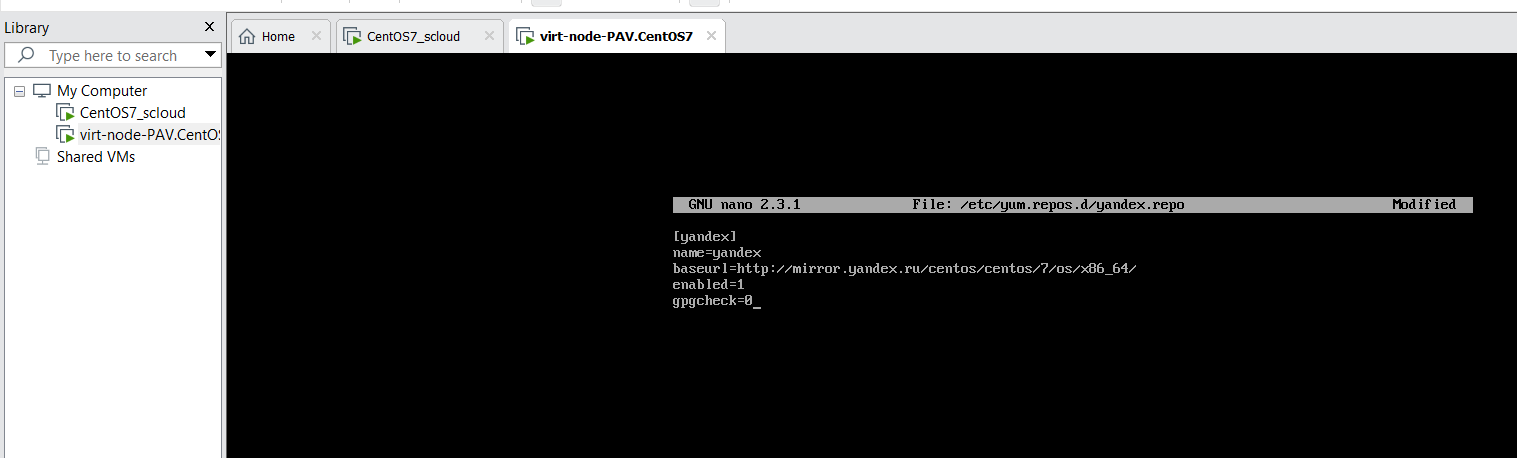 Library
Type here to search
My Computer
CentOS7_scloud
virt-node-PAV.CentOS
Shared VMs
Home
CentOS7_scloud
virt-node-PAV.CentOS7
GNU nano 2.3.1 File: /etc/yum.repos.d/yandex.repo Modified
[yandex]
name=yandex
baseurl=http://mirror.yandex.ru/centos/centos/7/os/x86_64/
enabled=1
gpgcheck=0_